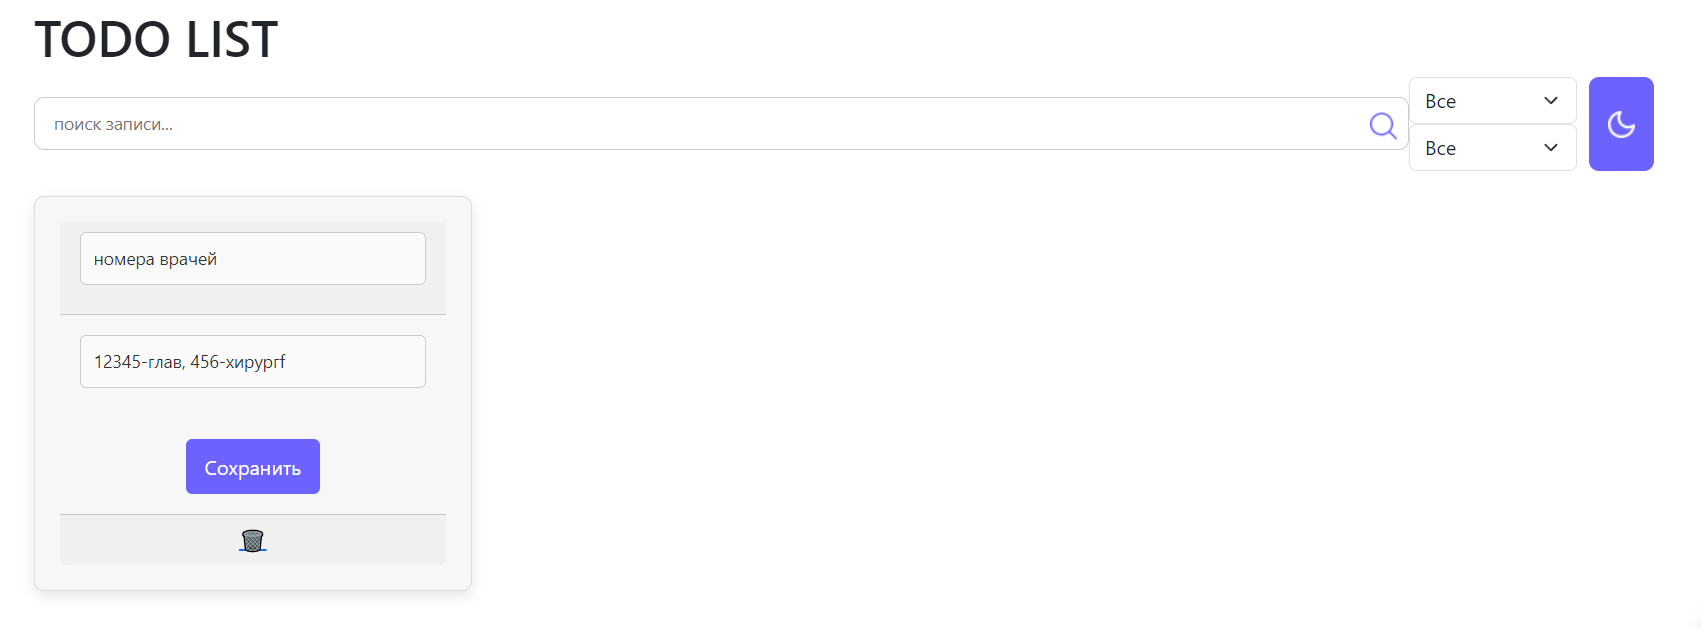 TODO LIST
поиск записи...
Все
Все
номера врачей
12345-глав, 456-хирургf
Сохранить